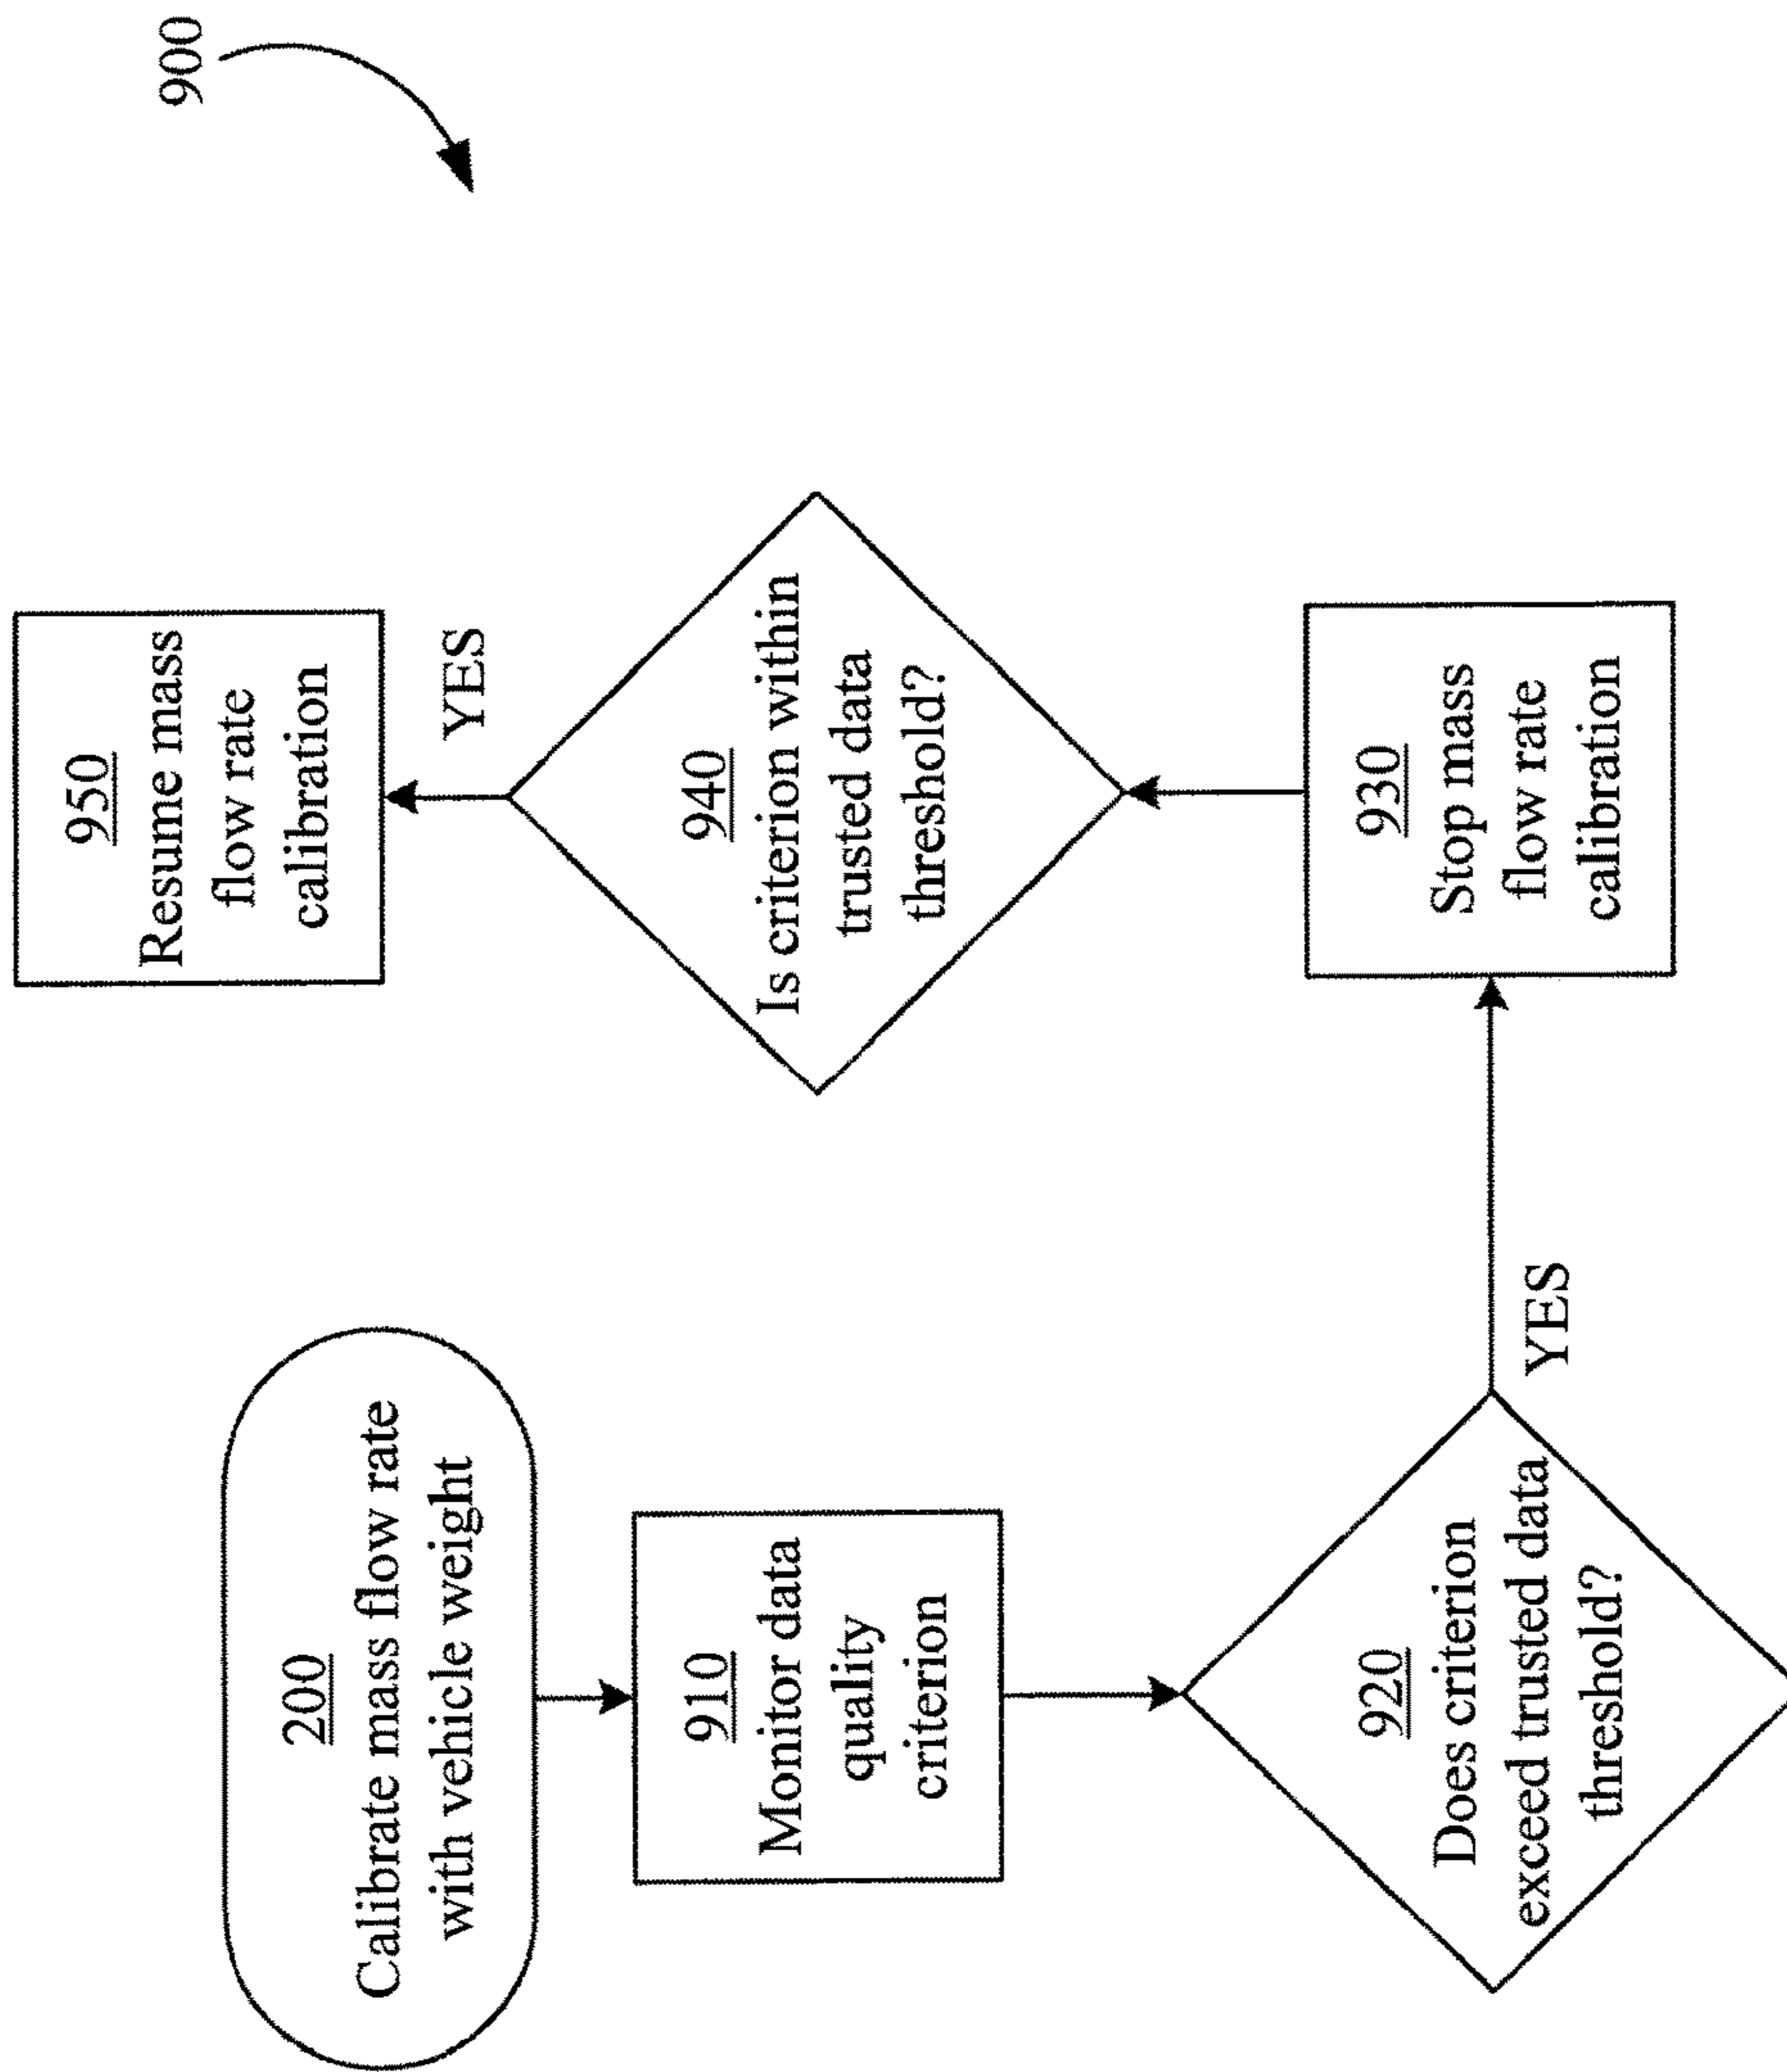 900
200
Calibrate mass flow rate
with vehicle weight
910
Monitor data
quality
criterion
920
Does criterion
exceed trusted data
threshold?
YES
930
Stop mass
flow rate
calibration
940
Is criterion within
trusted data
threshold?
YES
950
Resume mass
flow rate
calibration